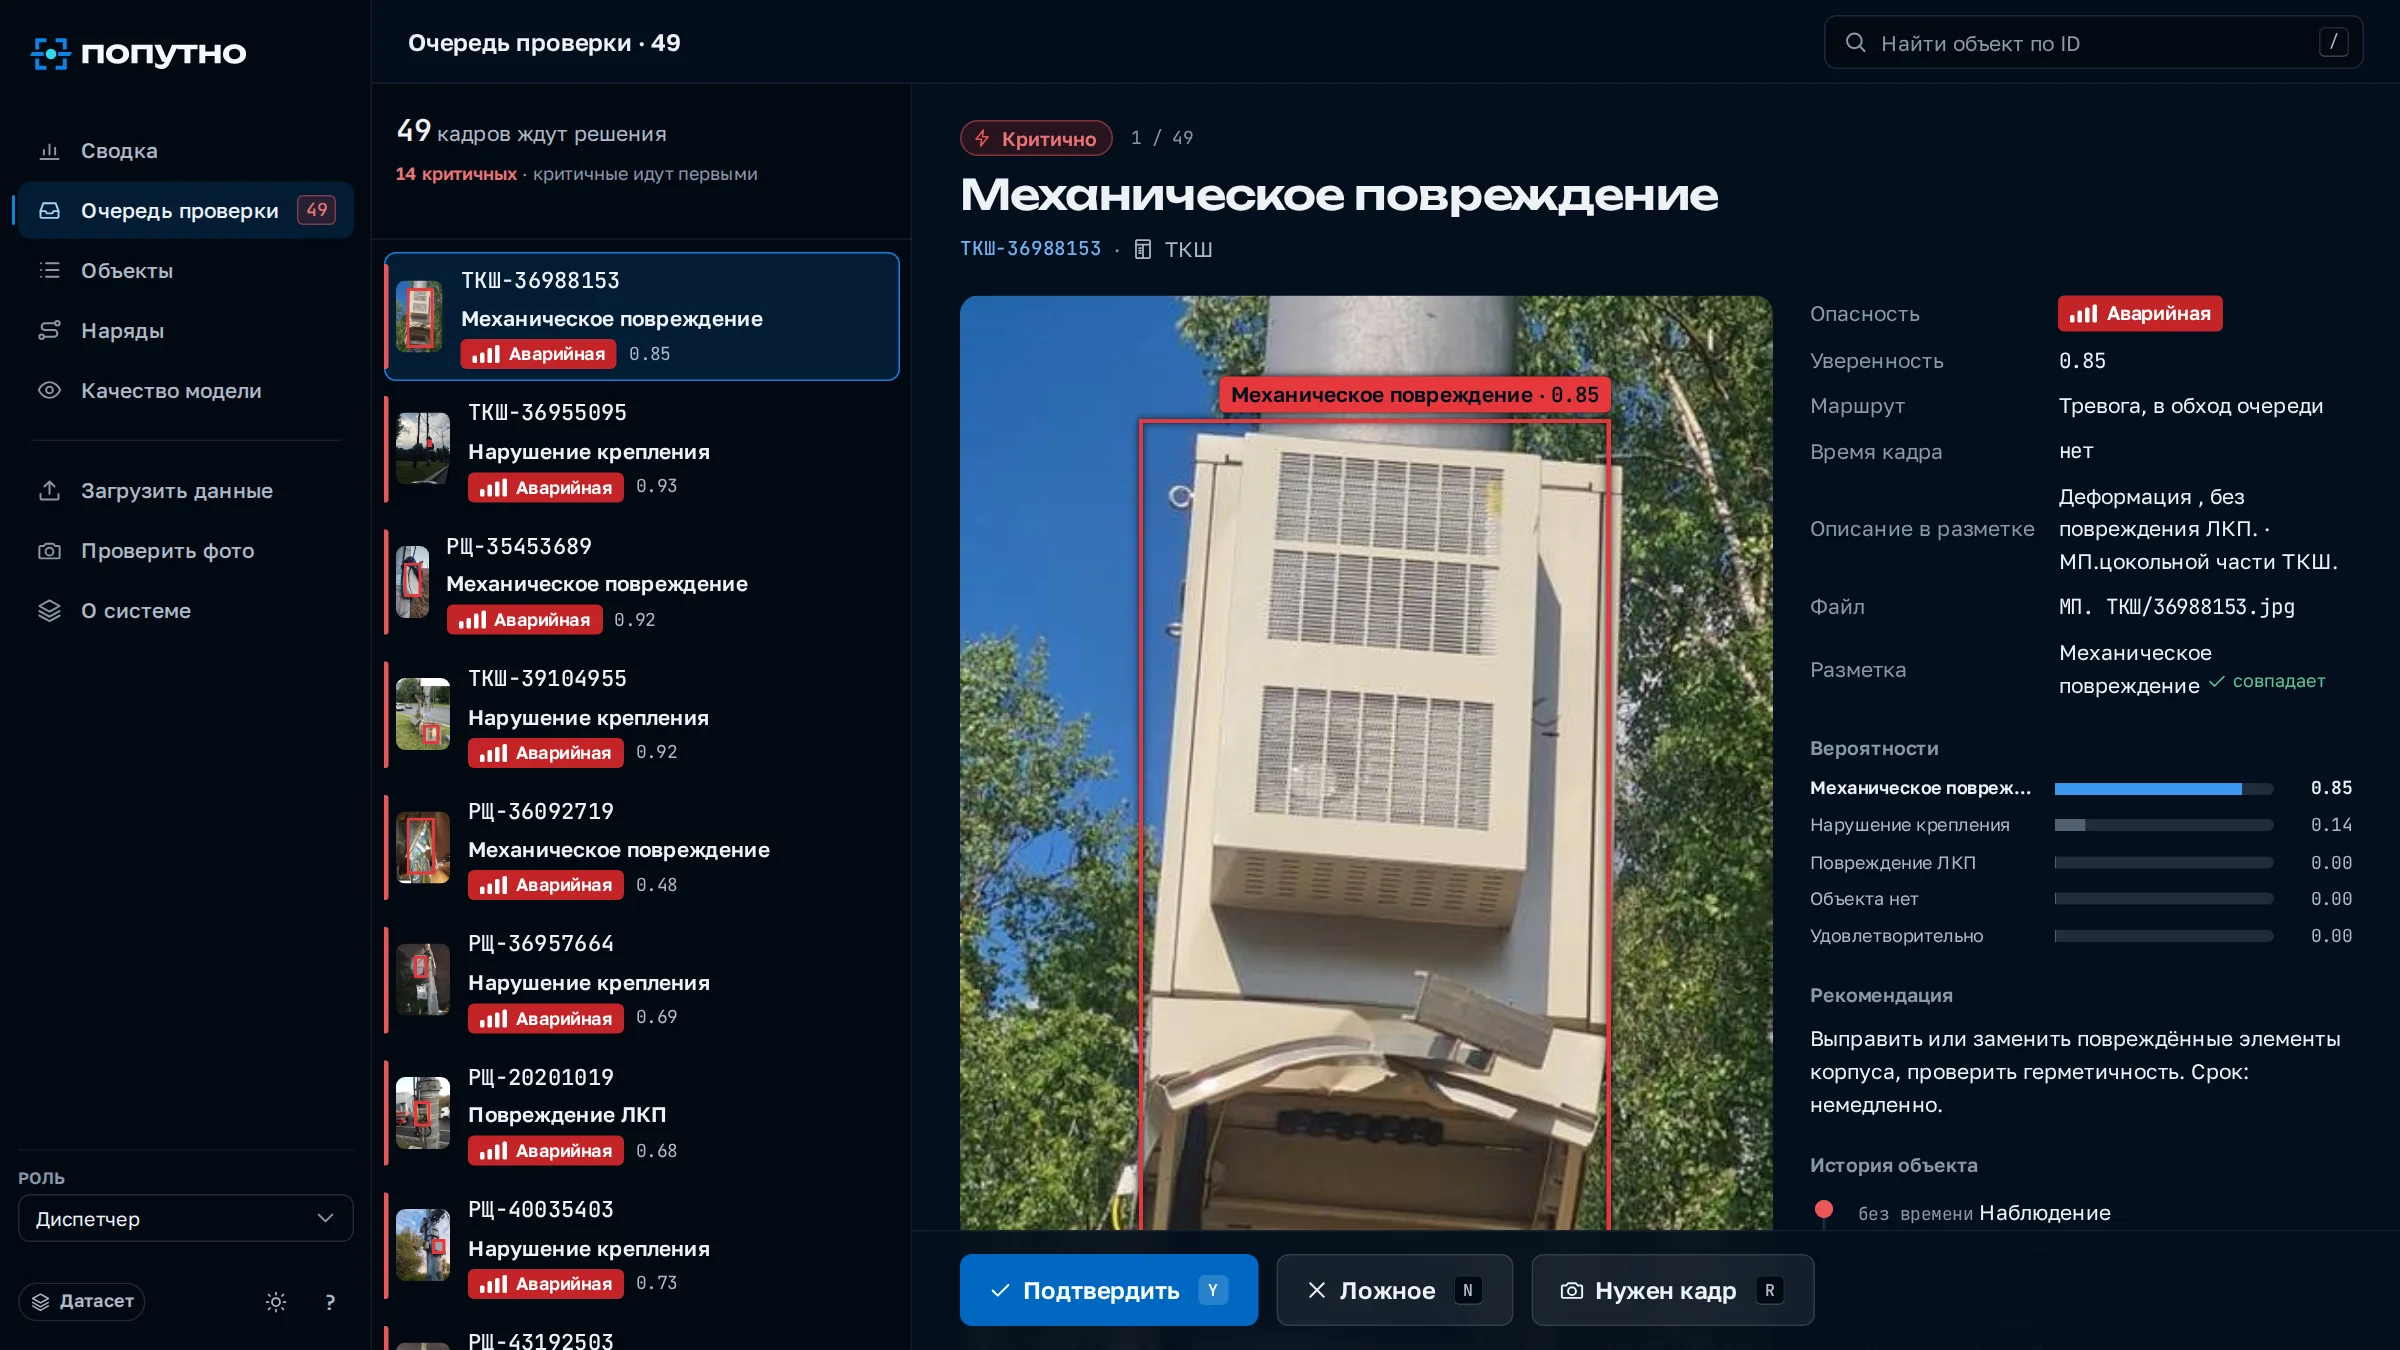 ПОПУТНО
Сводка
Очередь проверки 49
Объекты
Наряды
Качество модели
Загрузить данные
Проверить фото
О системе
РОЛЬ
Диспетчер
Датасет
?
Очередь проверки · 49
Найти объект по ID /
49 кадров ждут решения
14 критичных · критичные идут первыми
ТКШ-36988153
Механическое повреждение
Аварийная 0.85
ТКШ-36955095
Нарушение крепления
Аварийная 0.93
РЩ-35453689
Механическое повреждение
Аварийная 0.92
ТКШ-39104955
Нарушение крепления
Аварийная 0.92
РЩ-36092719
Механическое повреждение
Аварийная 0.48
РЩ-36957664
Нарушение крепления
Аварийная 0.69
РЩ-20201019
Повреждение ЛКП
Аварийная 0.68
РЩ-40035403
Нарушение крепления
Аварийная 0.73
РЩ-43192503
Критично 1 / 49
Механическое повреждение
ТКШ-36988153 · ТКШ
Механическое повреждение · 0.85
Опасность Аварийная
Уверенность 0.85
Маршрут Тревога, в обход очереди
Время кадра нет
Описание в разметке Деформация , без
повреждения ЛКП. ·
МП.цокольной части ТКШ.
Файл МП. ТКШ/36988153.jpg
Разметка Механическое
повреждение совпадает
Вероятности
Механическое повреж... 0.85
Нарушение крепления 0.14
Повреждение ЛКП 0.00
Объекта нет 0.00
Удовлетворительно 0.00
Рекомендация
Выправить или заменить повреждённые элементы
корпуса, проверить герметичность. Срок:
немедленно.
История объекта
без времени Наблюдение
Подтвердить Y
Ложное N
Нужен кадр R